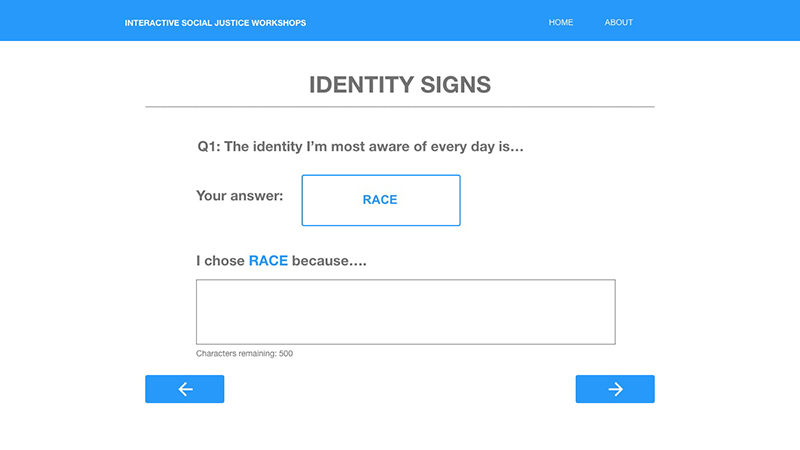 INTERACTIVE SOCIAL JUSTICE WORKSHOPS HOME ABOUT
IDENTITY SIGNS
Q1: The identity I’m most aware of every day is…
Your answer: RACE
I chose RACE because….
Characters remaining: 500